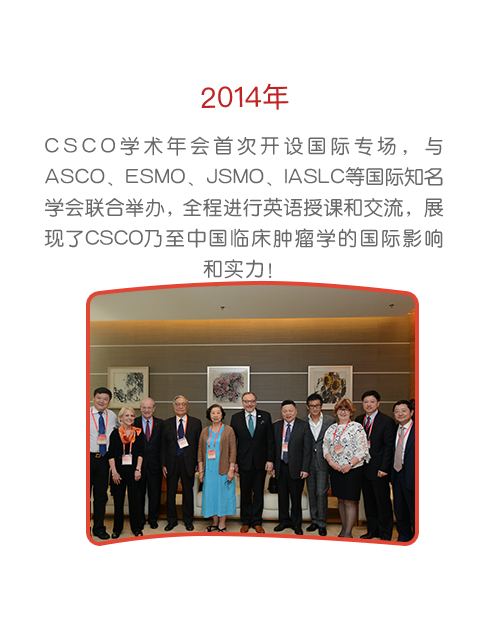 2014年
CSCO学术年会首次开设国际专场，与
ASCO、ESMO、JSMO、IASLC等国际知名
学会联合举办，全程进行英语授课和交流，展
现了CSCO乃至中国临床肿瘤学的国际影响
和实力！